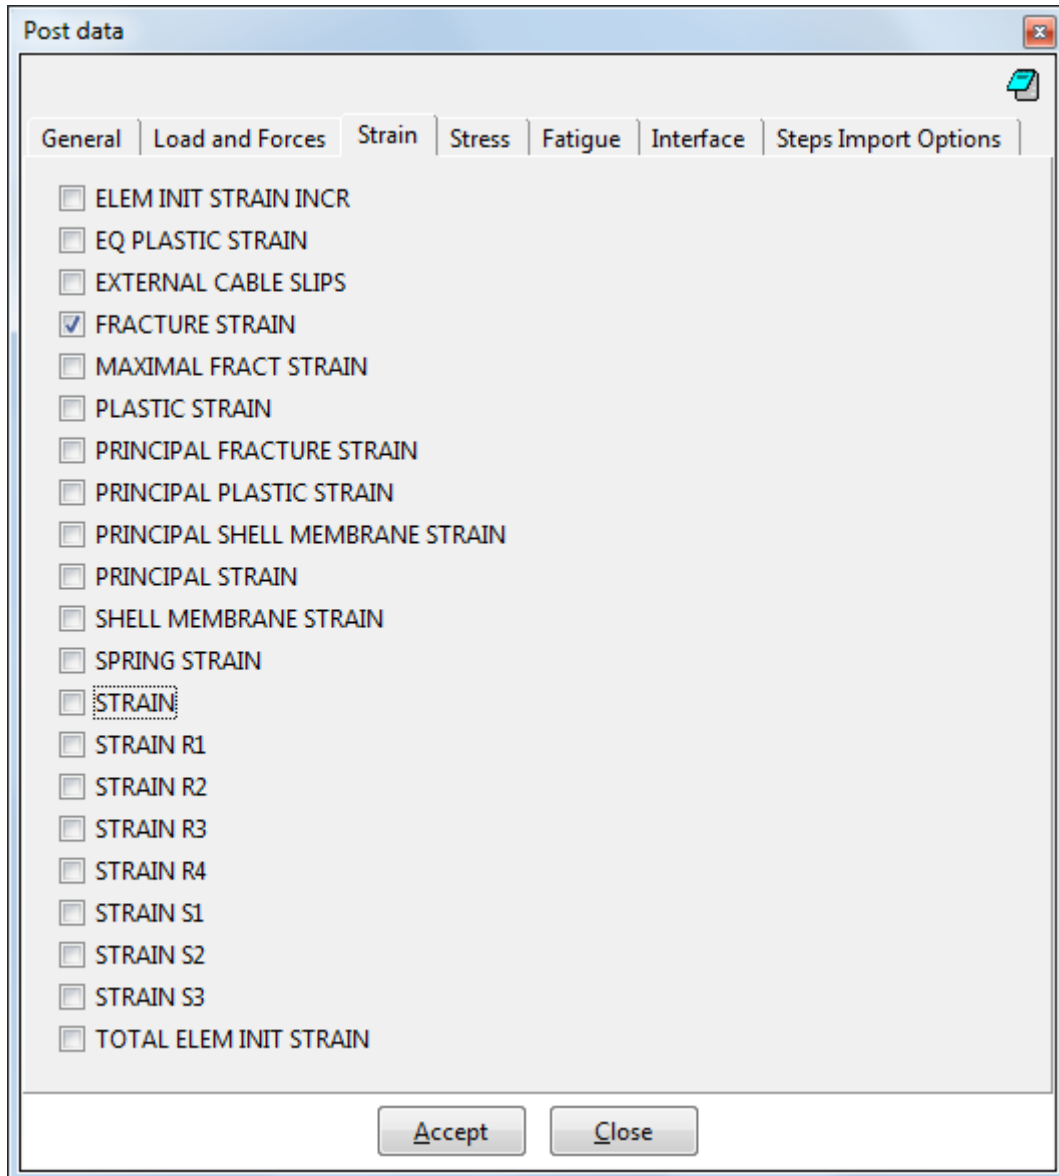 Post data
General Load and Forces Strain Stress Fatigue Interface Steps Import Options
ELEM INIT STRAIN INCR
EQ PLASTIC STRAIN
EXTERNAL CABLE SLIPS
FRACTURE STRAIN
MAXIMAL FRACT STRAIN
PLASTIC STRAIN
PRINCIPAL FRACTURE STRAIN
PRINCIPAL PLASTIC STRAIN
PRINCIPAL SHELL MEMBRANE STRAIN
PRINCIPAL STRAIN
SHELL MEMBRANE STRAIN
SPRING STRAIN
STRAIN
STRAIN R1
STRAIN R2
STRAIN R3
STRAIN R4
STRAIN S1
STRAIN S2
STRAIN S3
TOTAL ELEM INIT STRAIN
Accept Close